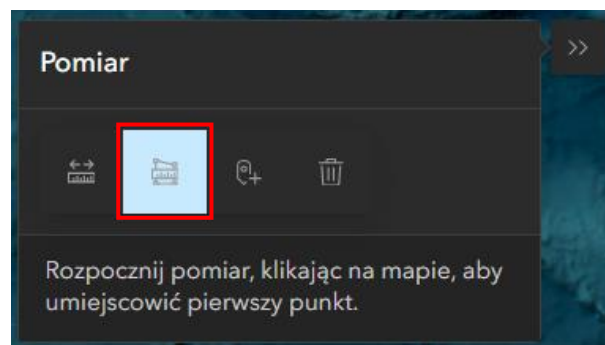 Pomiar
Rozpocznij pomiar, klikając na mapie, aby
umiejscowić pierwszy punkt.